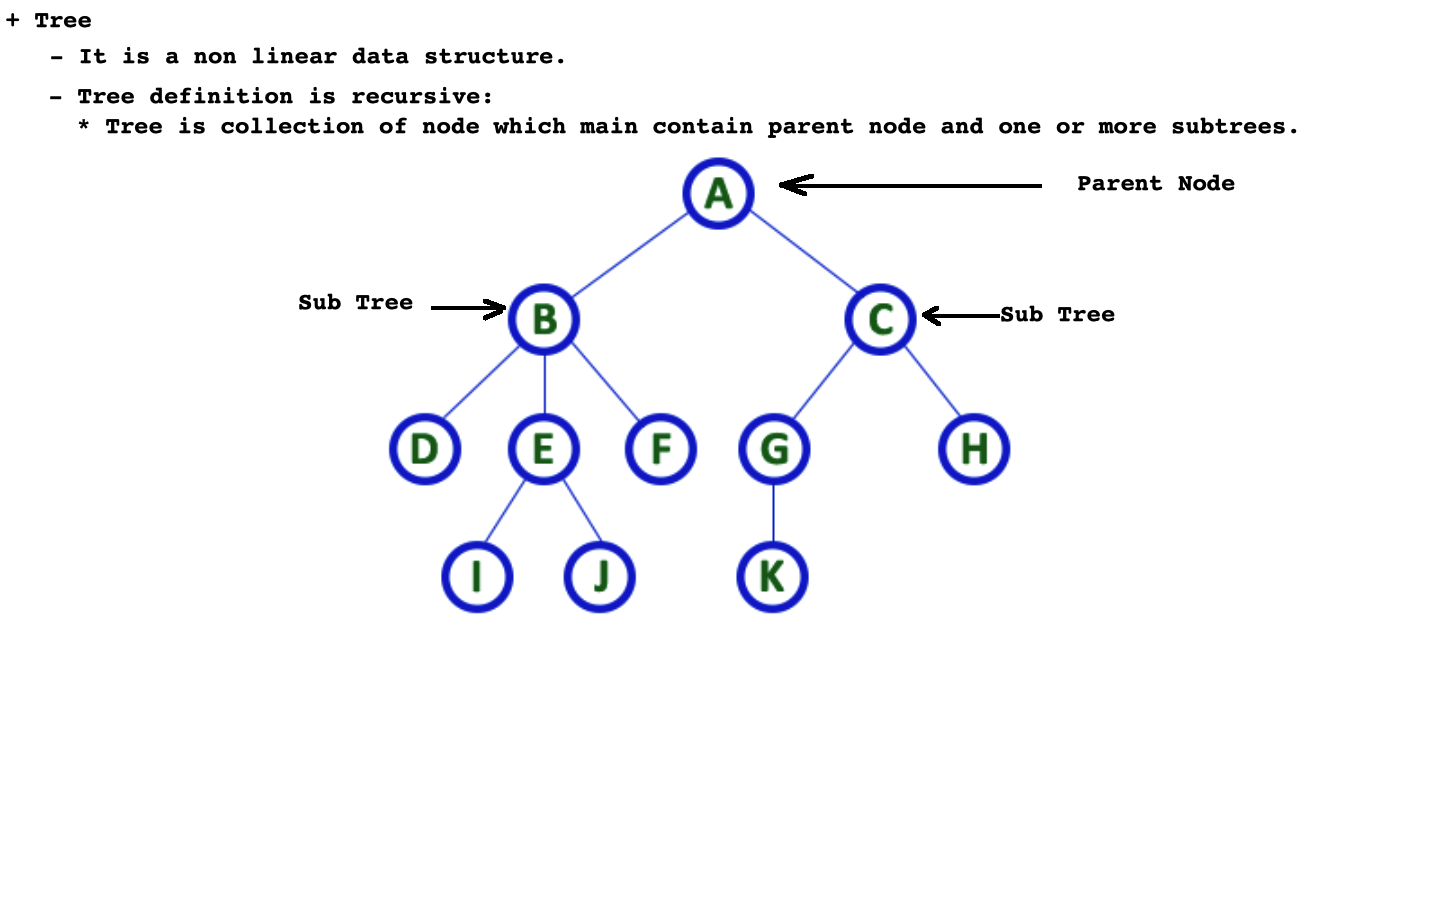 + Tree
- It is a non linear data structure.
- Tree definition is recursive:
* Tree is collection of node which main contain parent node and one or more subtrees.
A
Parent Node
Sub Tree
B
C
Sub Tree
D
E
F
G
H
I
J
K